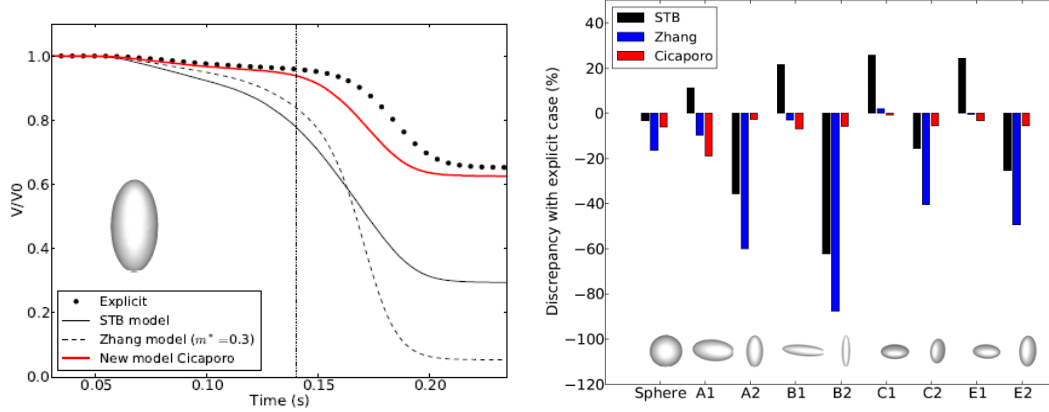 1.0
0.8
0.6
0.4
0.2
0.0
V/V0
Explicit
STB model
Zhang model (m* =0.3)
New model Cicaporo
0.05 0.10 0.15 0.20
Time (s)
STB
Zhang
Cicaporo
40
20
0
−20
−40
−60
−80
−100
−120
Discrepancy with explicit case (%)
Sphere A1 A2 B1 B2 C1 C2 E1 E2